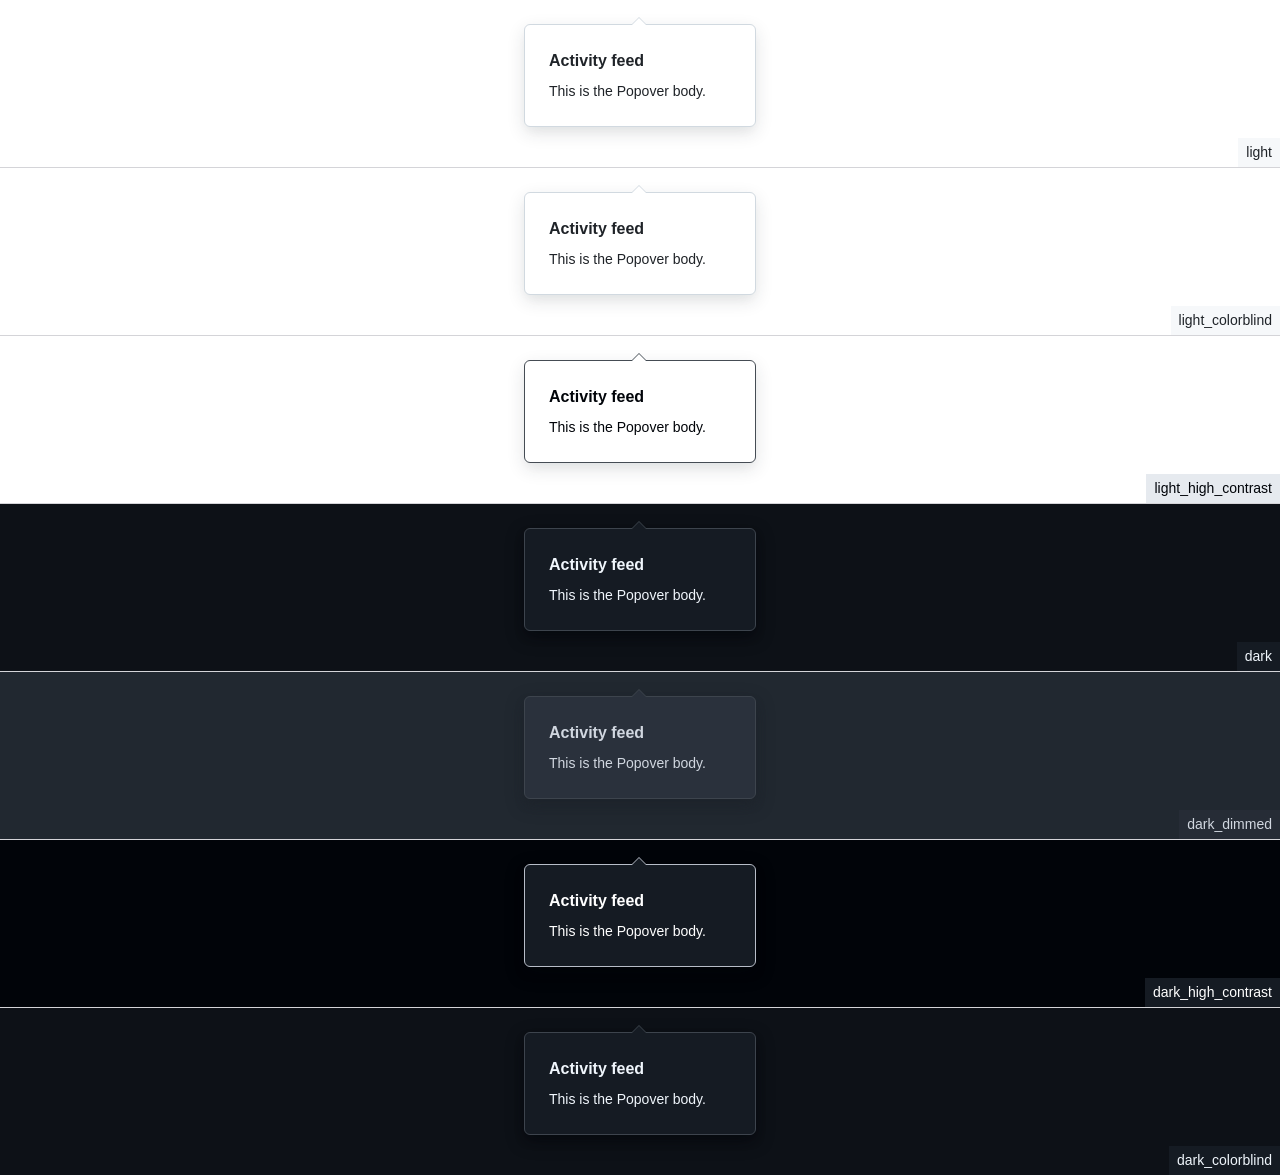 Activity feed
This is the Popover body.
light
Activity feed
This is the Popover body.
light_colorblind
Activity feed
This is the Popover body.
light_high_contrast
Activity feed
This is the Popover body.
dark
Activity feed
This is the Popover body.
dark_dimmed
Activity feed
This is the Popover body.
dark_high_contrast
Activity feed
This is the Popover body.
dark_colorblind